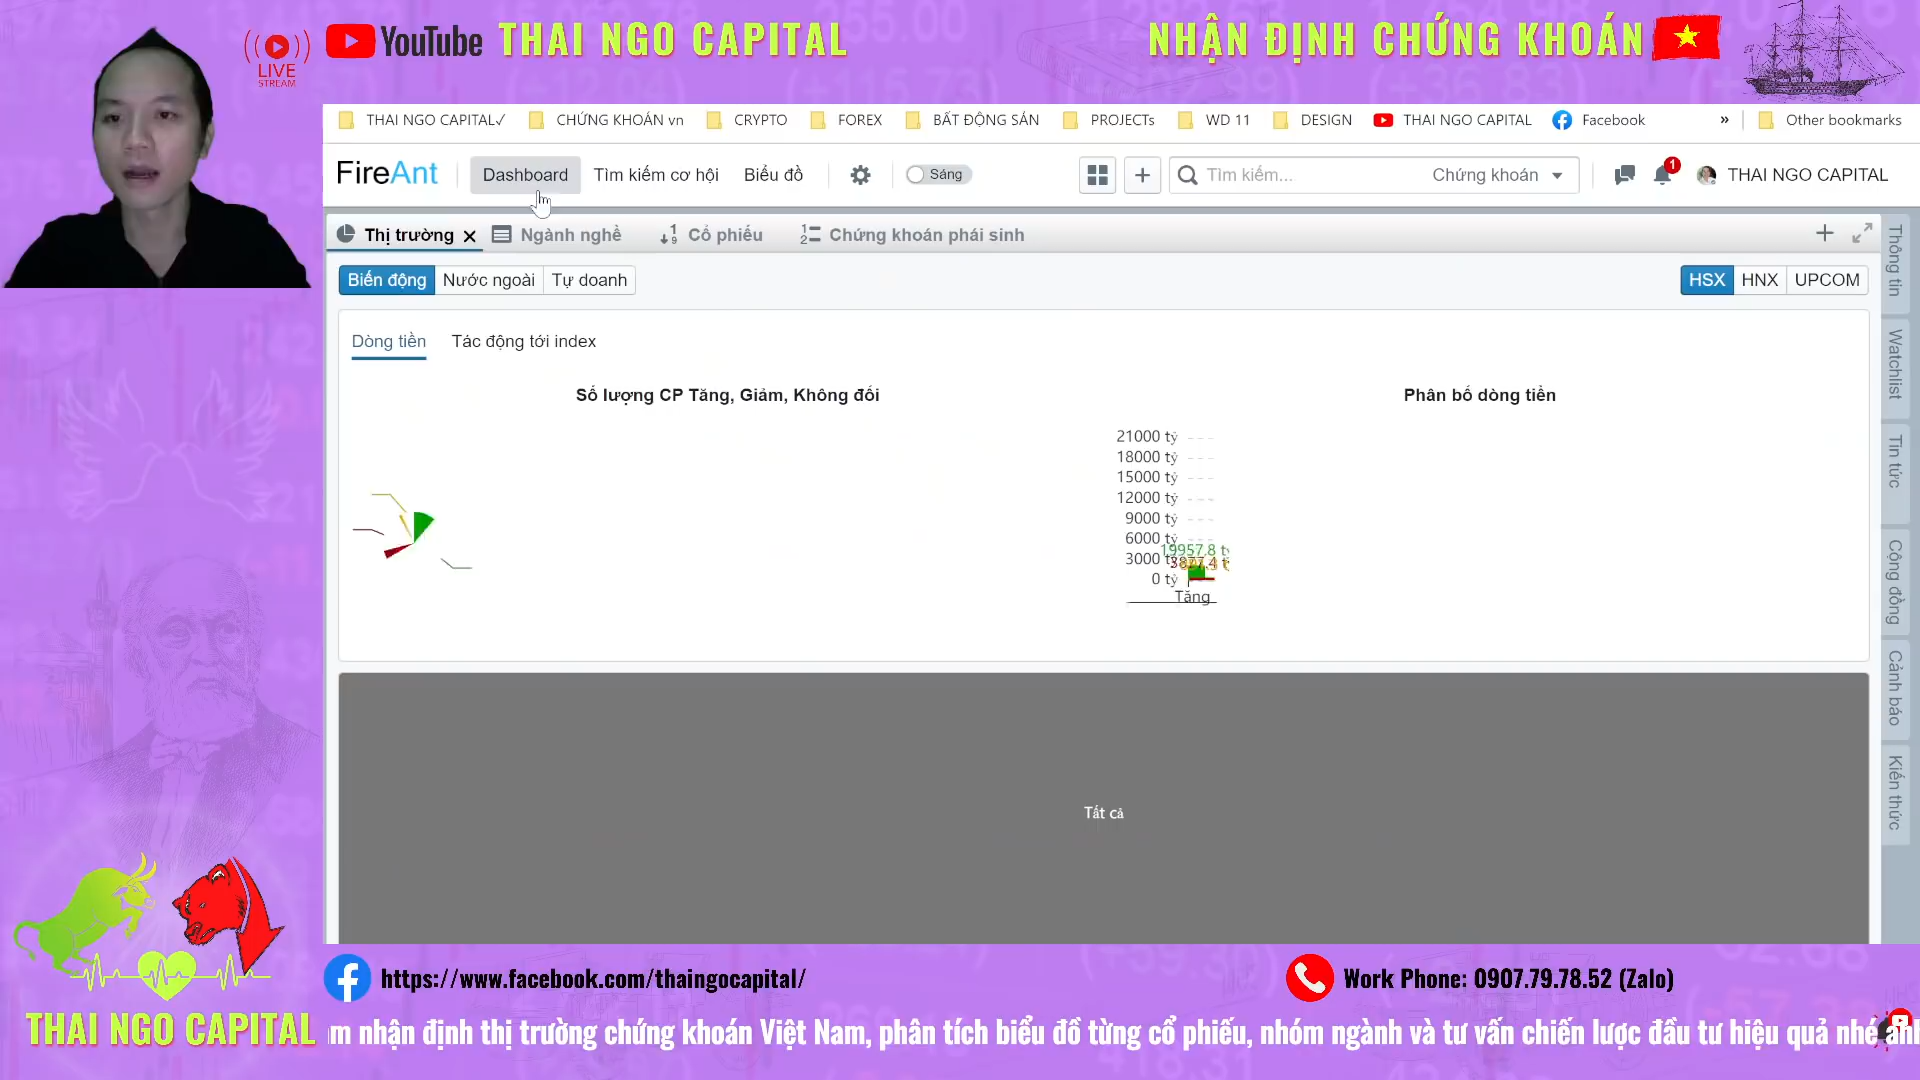 LIVE
STREAM
YouTube THAI NGO CAPITAL
NHẬN ĐỊNH CHỨNG KHOÁN
THAI NGO CAPITAL✓ CHỨNG KHOÁN vn CRYPTO FOREX BẤT ĐỘNG SẢN PROJECTs WD 11 DESIGN THAI NGO CAPITAL Facebook » Other bookmarks
FireAnt Dashboard Tìm kiếm cơ hội Biểu đồ Sáng Tìm kiếm... Chứng khoán 1 THAI NGO CAPITAL
Thị trường Ngành nghề Cổ phiếu Chứng khoán phái sinh
Biến động Nước ngoài Tự doanh
HSX HNX UPCOM
Dòng tiền Tác động tới index
Số lượng CP Tăng, Giảm, Không đổi
Phân bố dòng tiền
21000 tỷ
18000 tỷ
15000 tỷ
12000 tỷ
9000 tỷ
6000 tỷ
3000 tỷ
0 tỷ
19957.8
Tăng
Tất cả
Thông tin
Watchlist
Tin tức
Cộng đồng
Cảnh báo
Kiến thức
https://www.facebook.com/thaingocapital/
Work Phone: 0907.79.78.52 (Zalo)
THAI NGO CAPITAL
nhận định thị trường chứng khoán Việt Nam, phân tích biểu đồ từng cổ phiếu, nhóm ngành và tư vấn chiến lược đầu tư hiệu quả nhé